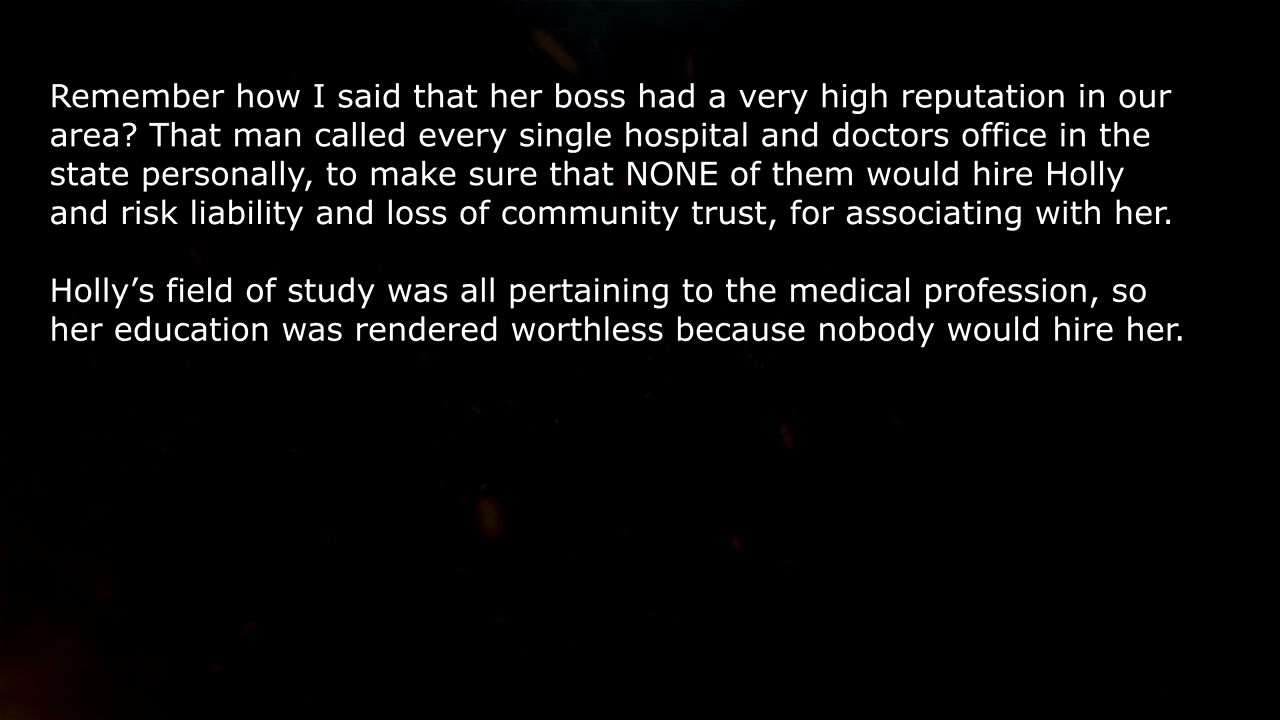 Remember how I said that her boss had a very high reputation in our
area? That man called every single hospital and doctors office in the
state personally, to make sure that NONE of them would hire Holly
and risk liability and loss of community trust, for associating with her.
Holly’s field of study was all pertaining to the medical profession, so
her education was rendered worthless because nobody would hire her.